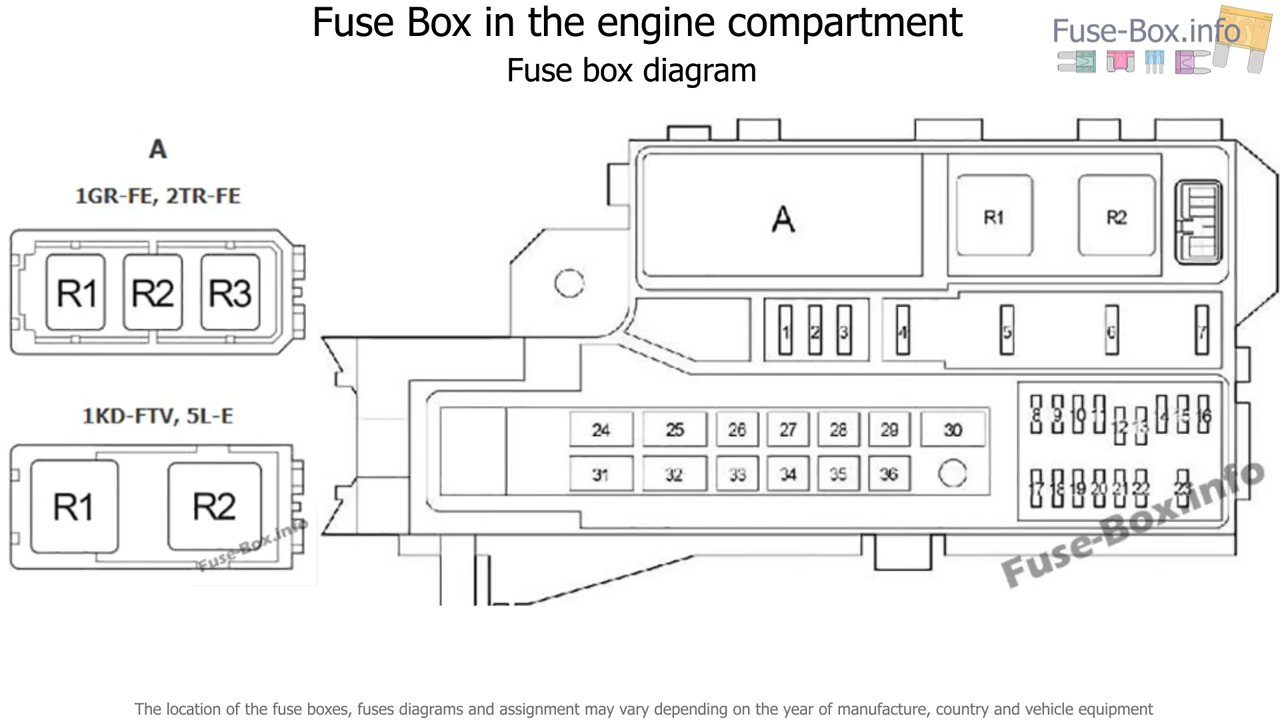 Fuse Box in the engine compartment
Fuse box diagram
Fuse-Box.info
A
1GR-FE, 2TR-FE
R1 R2 R3
1KD-FTV, 5L-E
R1 R2
Fuse-Box.info
A R1 R2
1 2 3 4 5 6 7
8 9 10 11 12 13 14 15 16
24 25 26 27 28 29 30
31 32 33 34 35 36
17 18 19 20 21 22 23
Fuse-Box.info
The location of the fuse boxes, fuses diagrams and assignment may vary depending on the year of manufacture, country and vehicle equipment